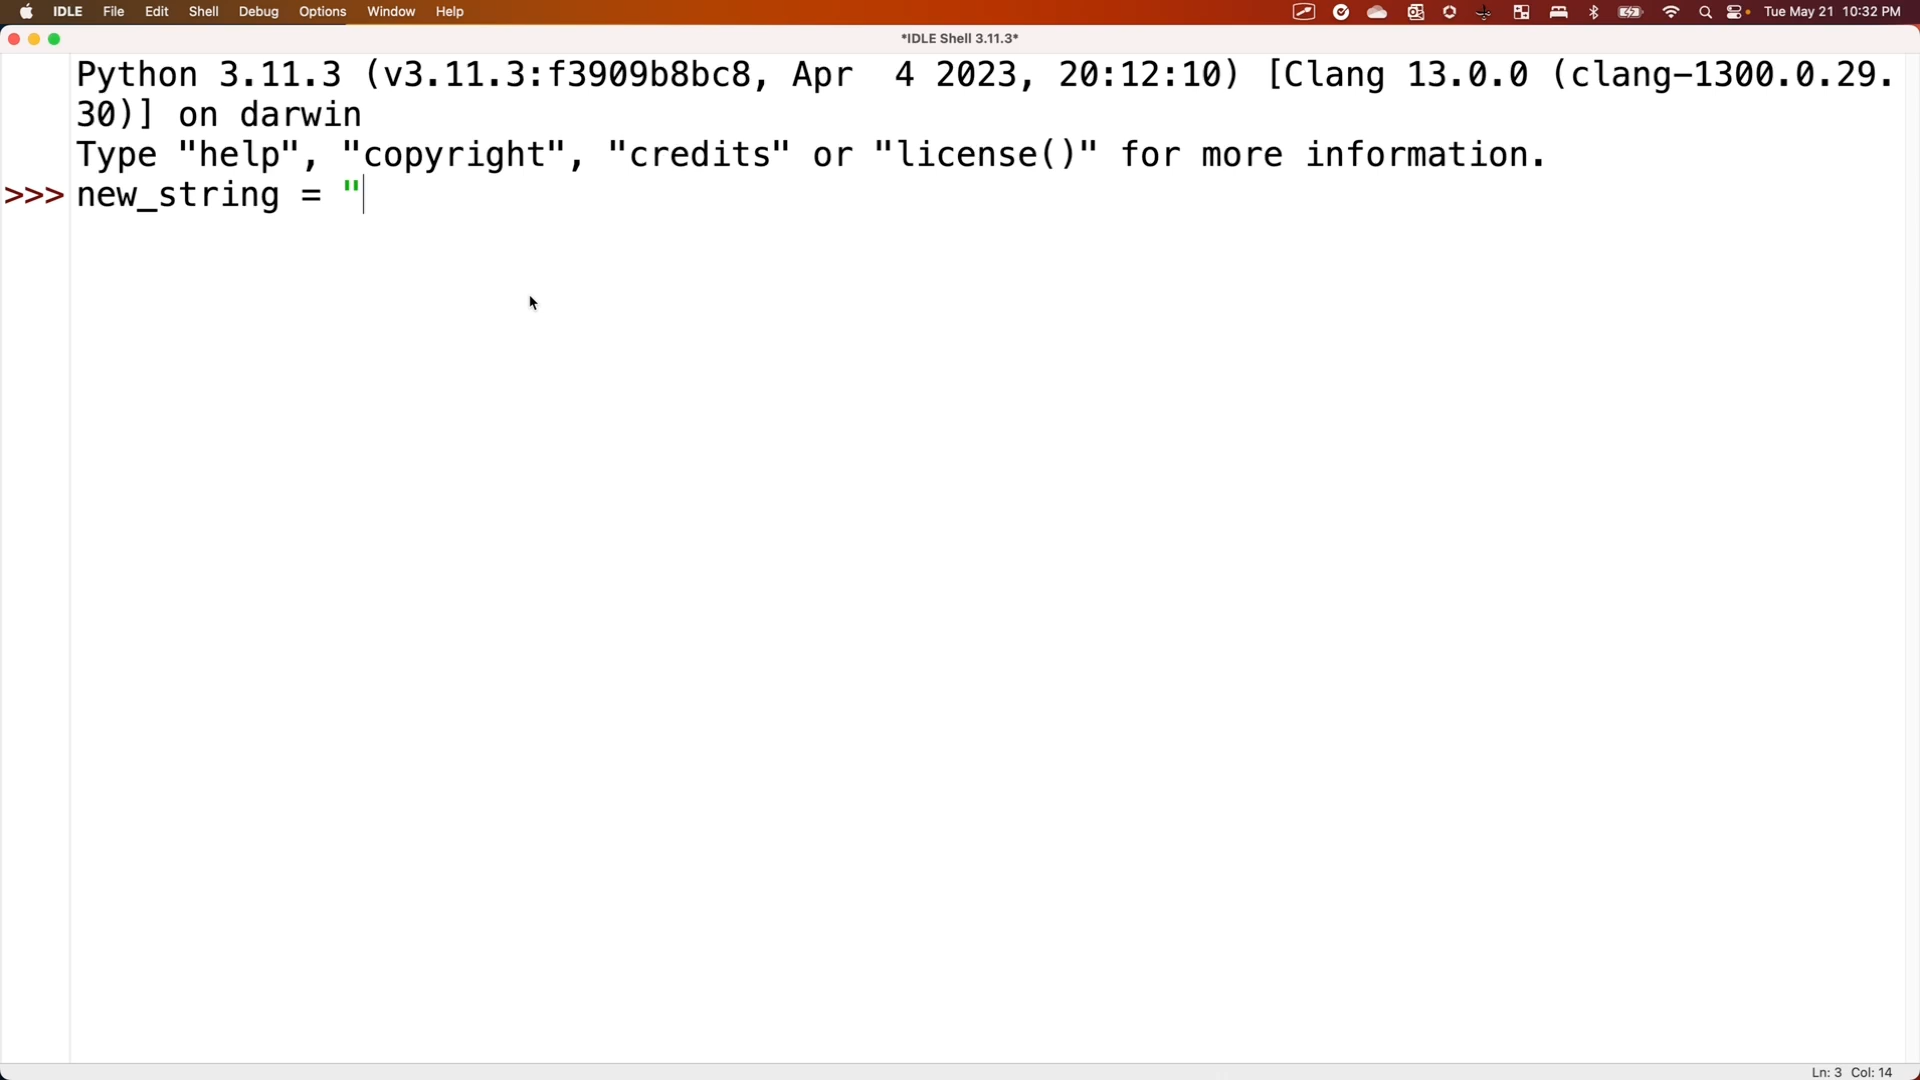 IDLE File Edit Shell Debug Options Window Help Tue May 21 10:32 PM
*IDLE Shell 3.11.3*
Python 3.11.3 (v3.11.3:f3909b8bc8, Apr  4 2023, 20:12:10) [Clang 13.0.0 (clang-1300.0.29.
30)] on darwin
Type "help", "copyright", "credits" or "license()" for more information.
>>> new_string = "
Ln: 3 Col: 14